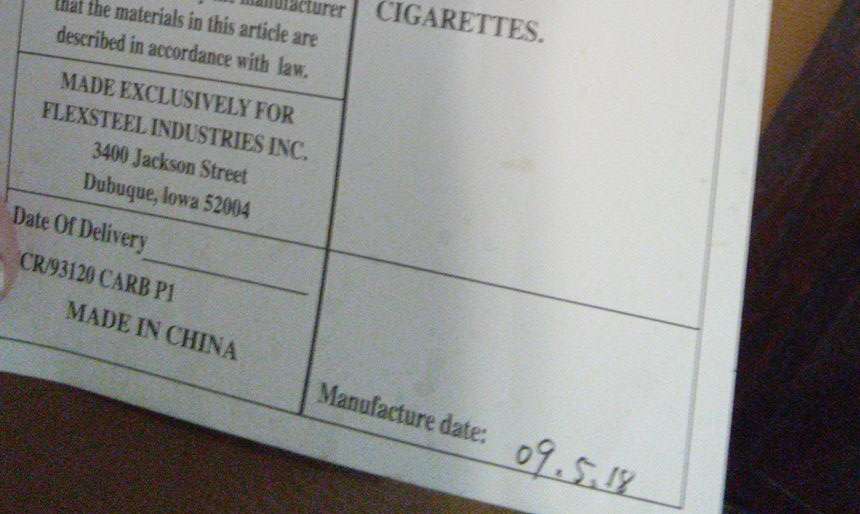 manufacturer
that the materials in this article are
described in accordance with law.
MADE EXCLUSIVELY FOR
FLEXSTEEL INDUSTRIES INC.
3400 Jackson Street
Dubuque, Iowa 52004
Date Of Delivery
CR/93120 CARB P1
MADE IN CHINA
CIGARETTES.
Manufacture date: 09.5.18